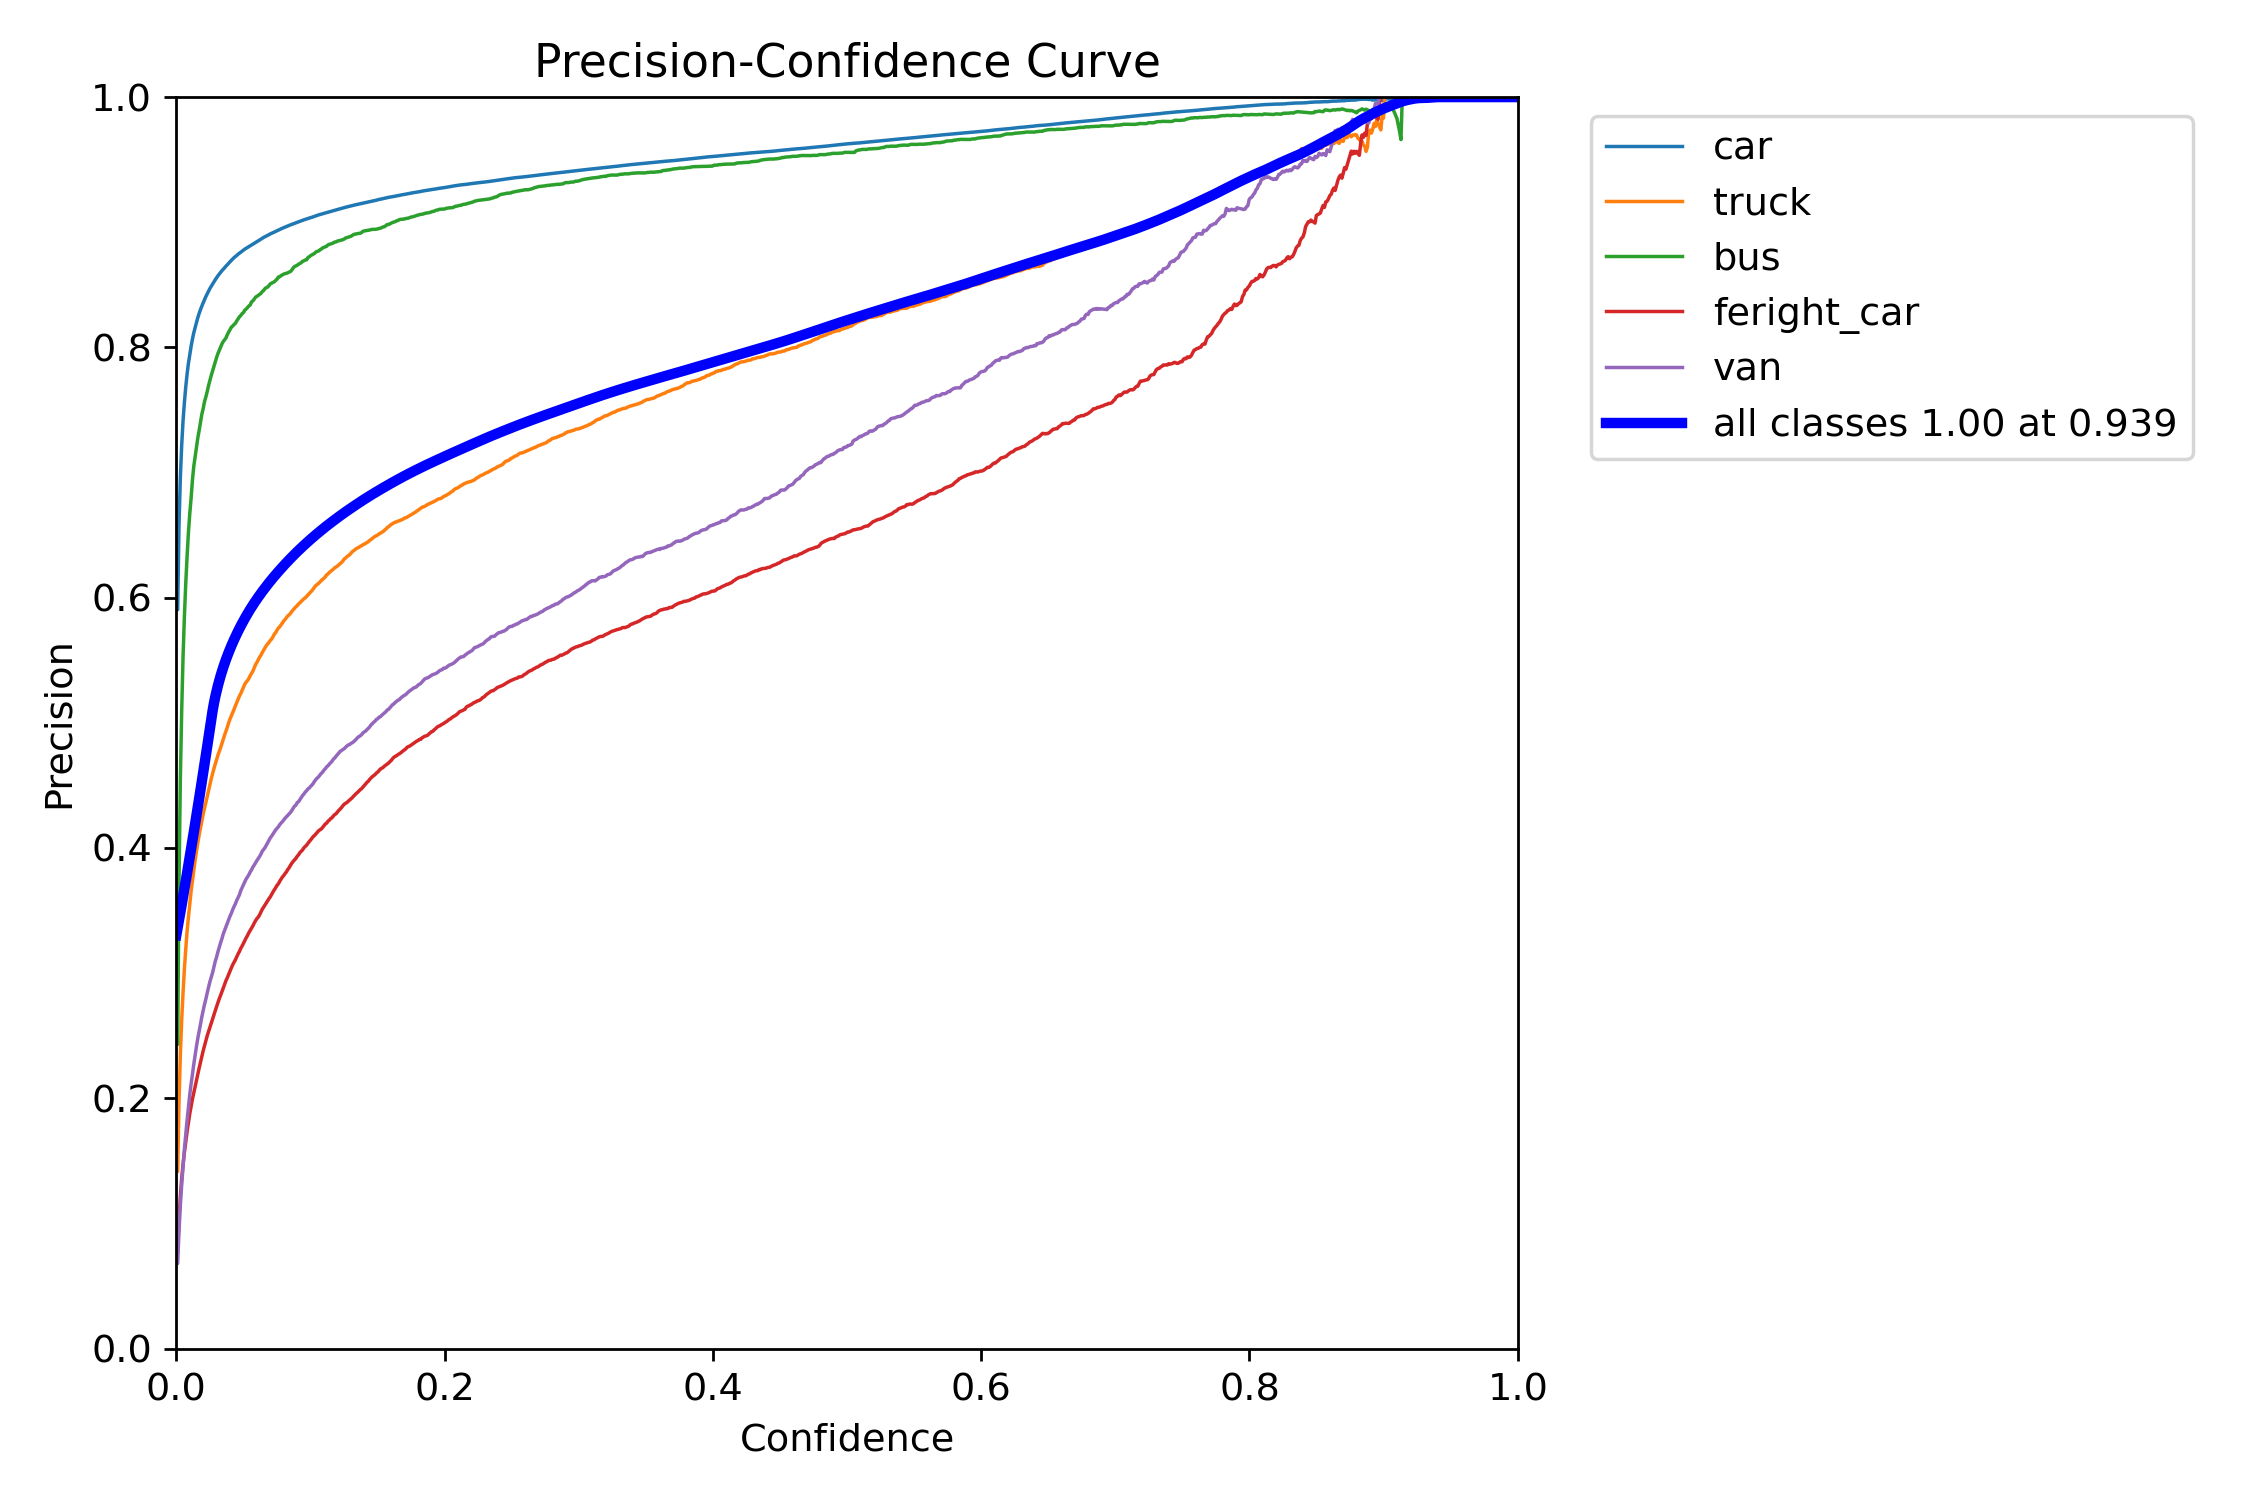 Precision-Confidence Curve
1.0
0.8
0.6
0.4
0.2
0.0
Precision
0.0 0.2 0.4 0.6 0.8 1.0
Confidence
car
truck
bus
feright_car
van
all classes 1.00 at 0.939